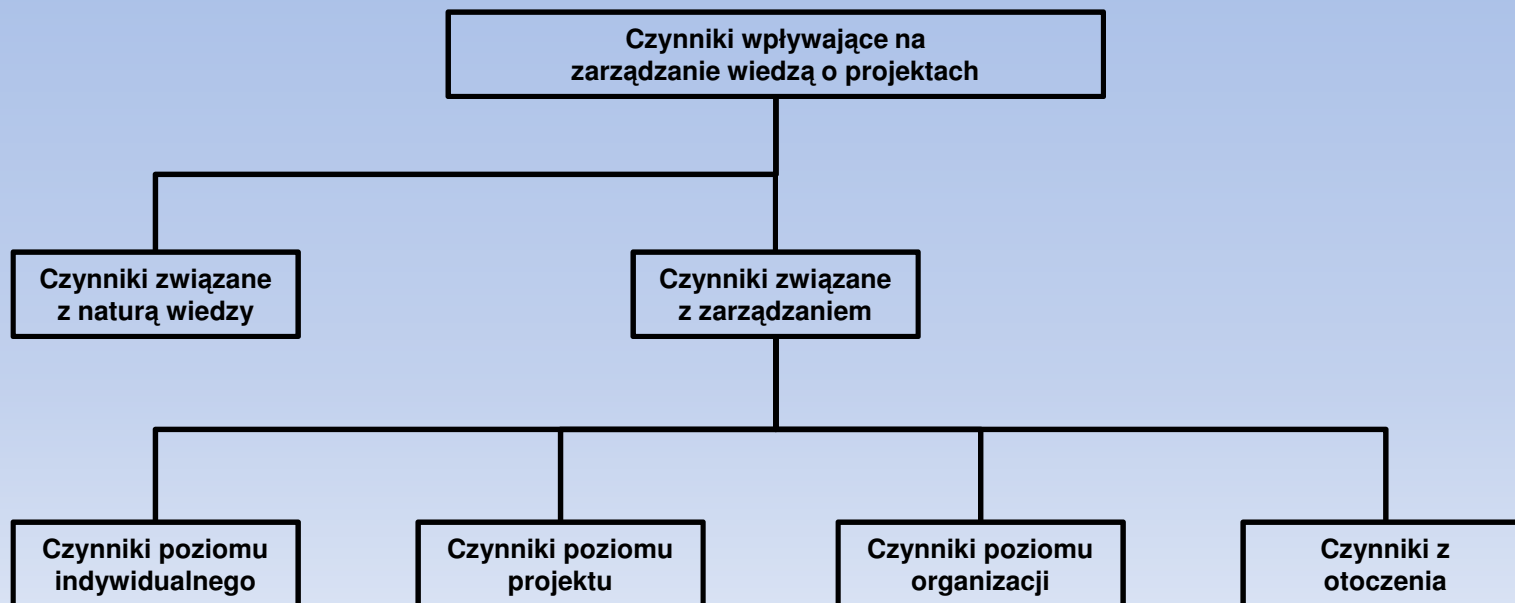 Czynniki wpływające na
zarządzanie wiedzą o projektach
Czynniki związane
z naturą wiedzy
Czynniki związane
z zarządzaniem
Czynniki poziomu
indywidualnego
Czynniki poziomu
projektu
Czynniki poziomu
organizacji
Czynniki z
otoczenia